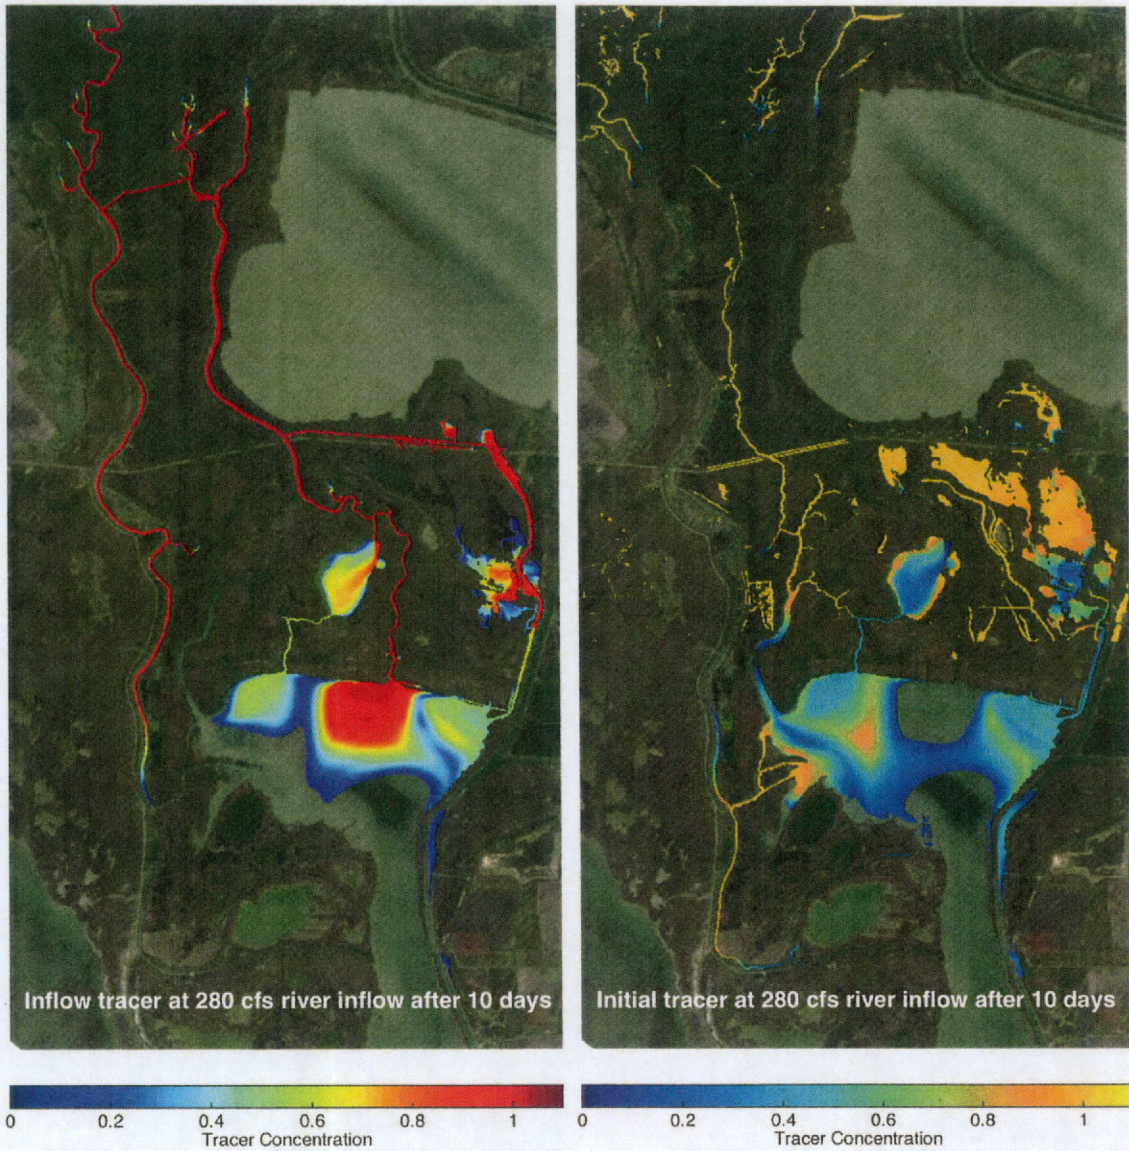 Inflow tracer at 280 cfs river inflow after 10 days
Initial tracer at 280 cfs river inflow after 10 days
0 0.2 0.4 0.6 0.8 1
Tracer Concentration
0 0.2 0.4 0.6 0.8 1
Tracer Concentration